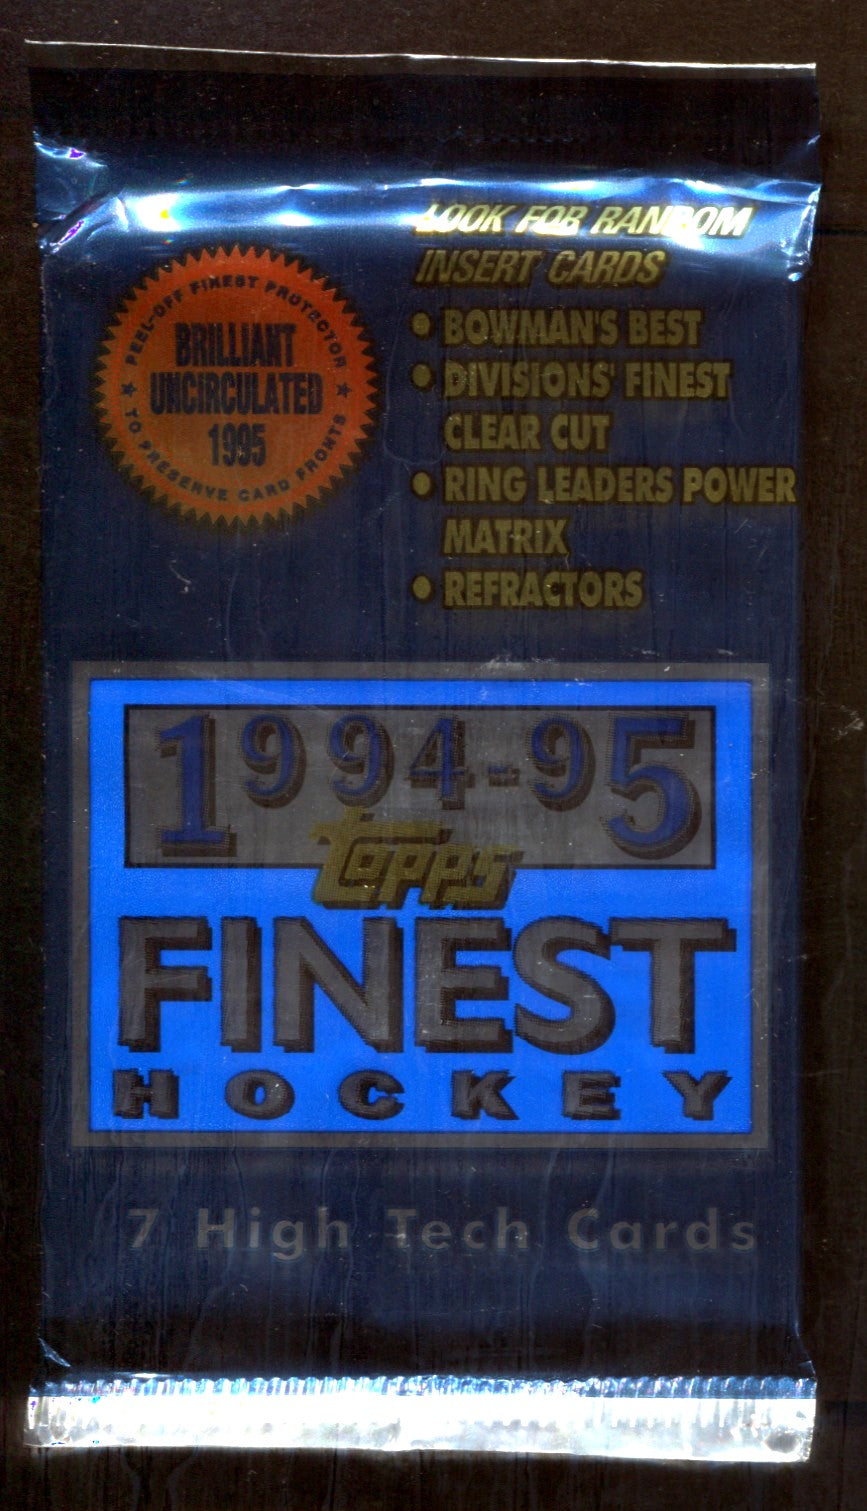 LOOK FOR RANDOM
INSERT CARDS
• BOWMAN'S BEST
• DIVISIONS' FINEST
CLEAR CUT
• RING LEADERS POWER
MATRIX
• REFRACTORS
PEEL-OFF FINEST PROTECTOR
BRILLIANT
UNCIRCULATED
1995
★ TO PRESERVE CARD FRONTS ★
1994-95
TOPPS
FINEST
HOCKEY
7 High Tech Cards